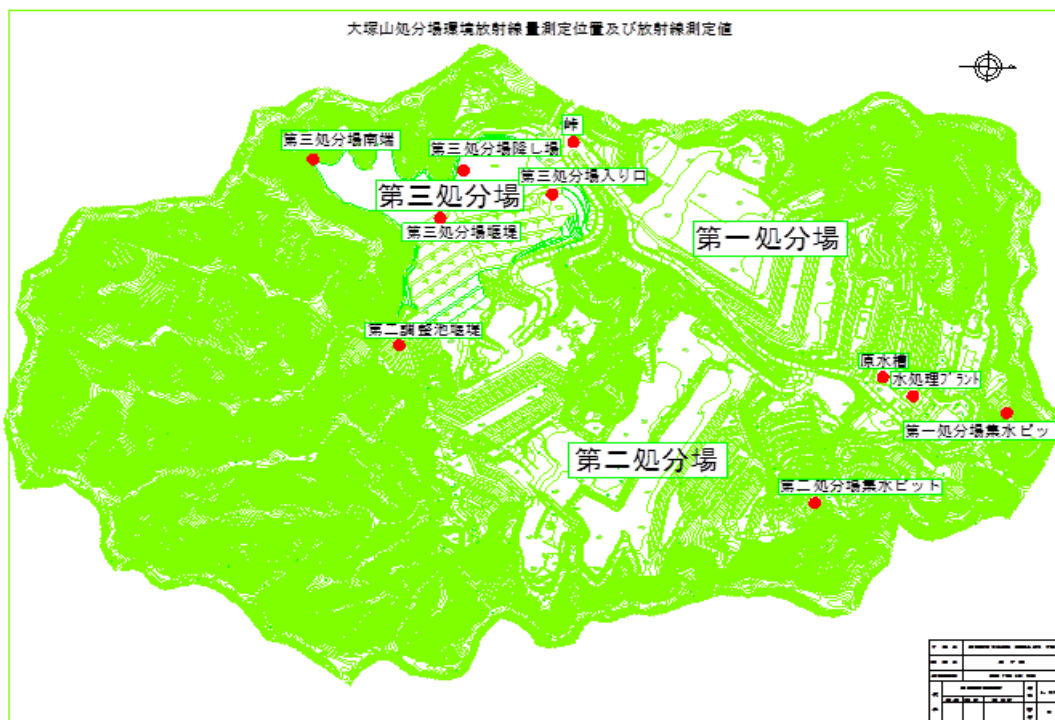 大塚山処分場環境放射線量測定位置及び放射線測定値
峠
第三処分場南端
第三処分場降し場
第三処分場入り口
第三処分場
第三処分場堰堤
第一処分場
第二調整池堰堤
原水槽
水処理プラント
第一処分場集水ピッ
第二処分場
第二処分場集水ピット